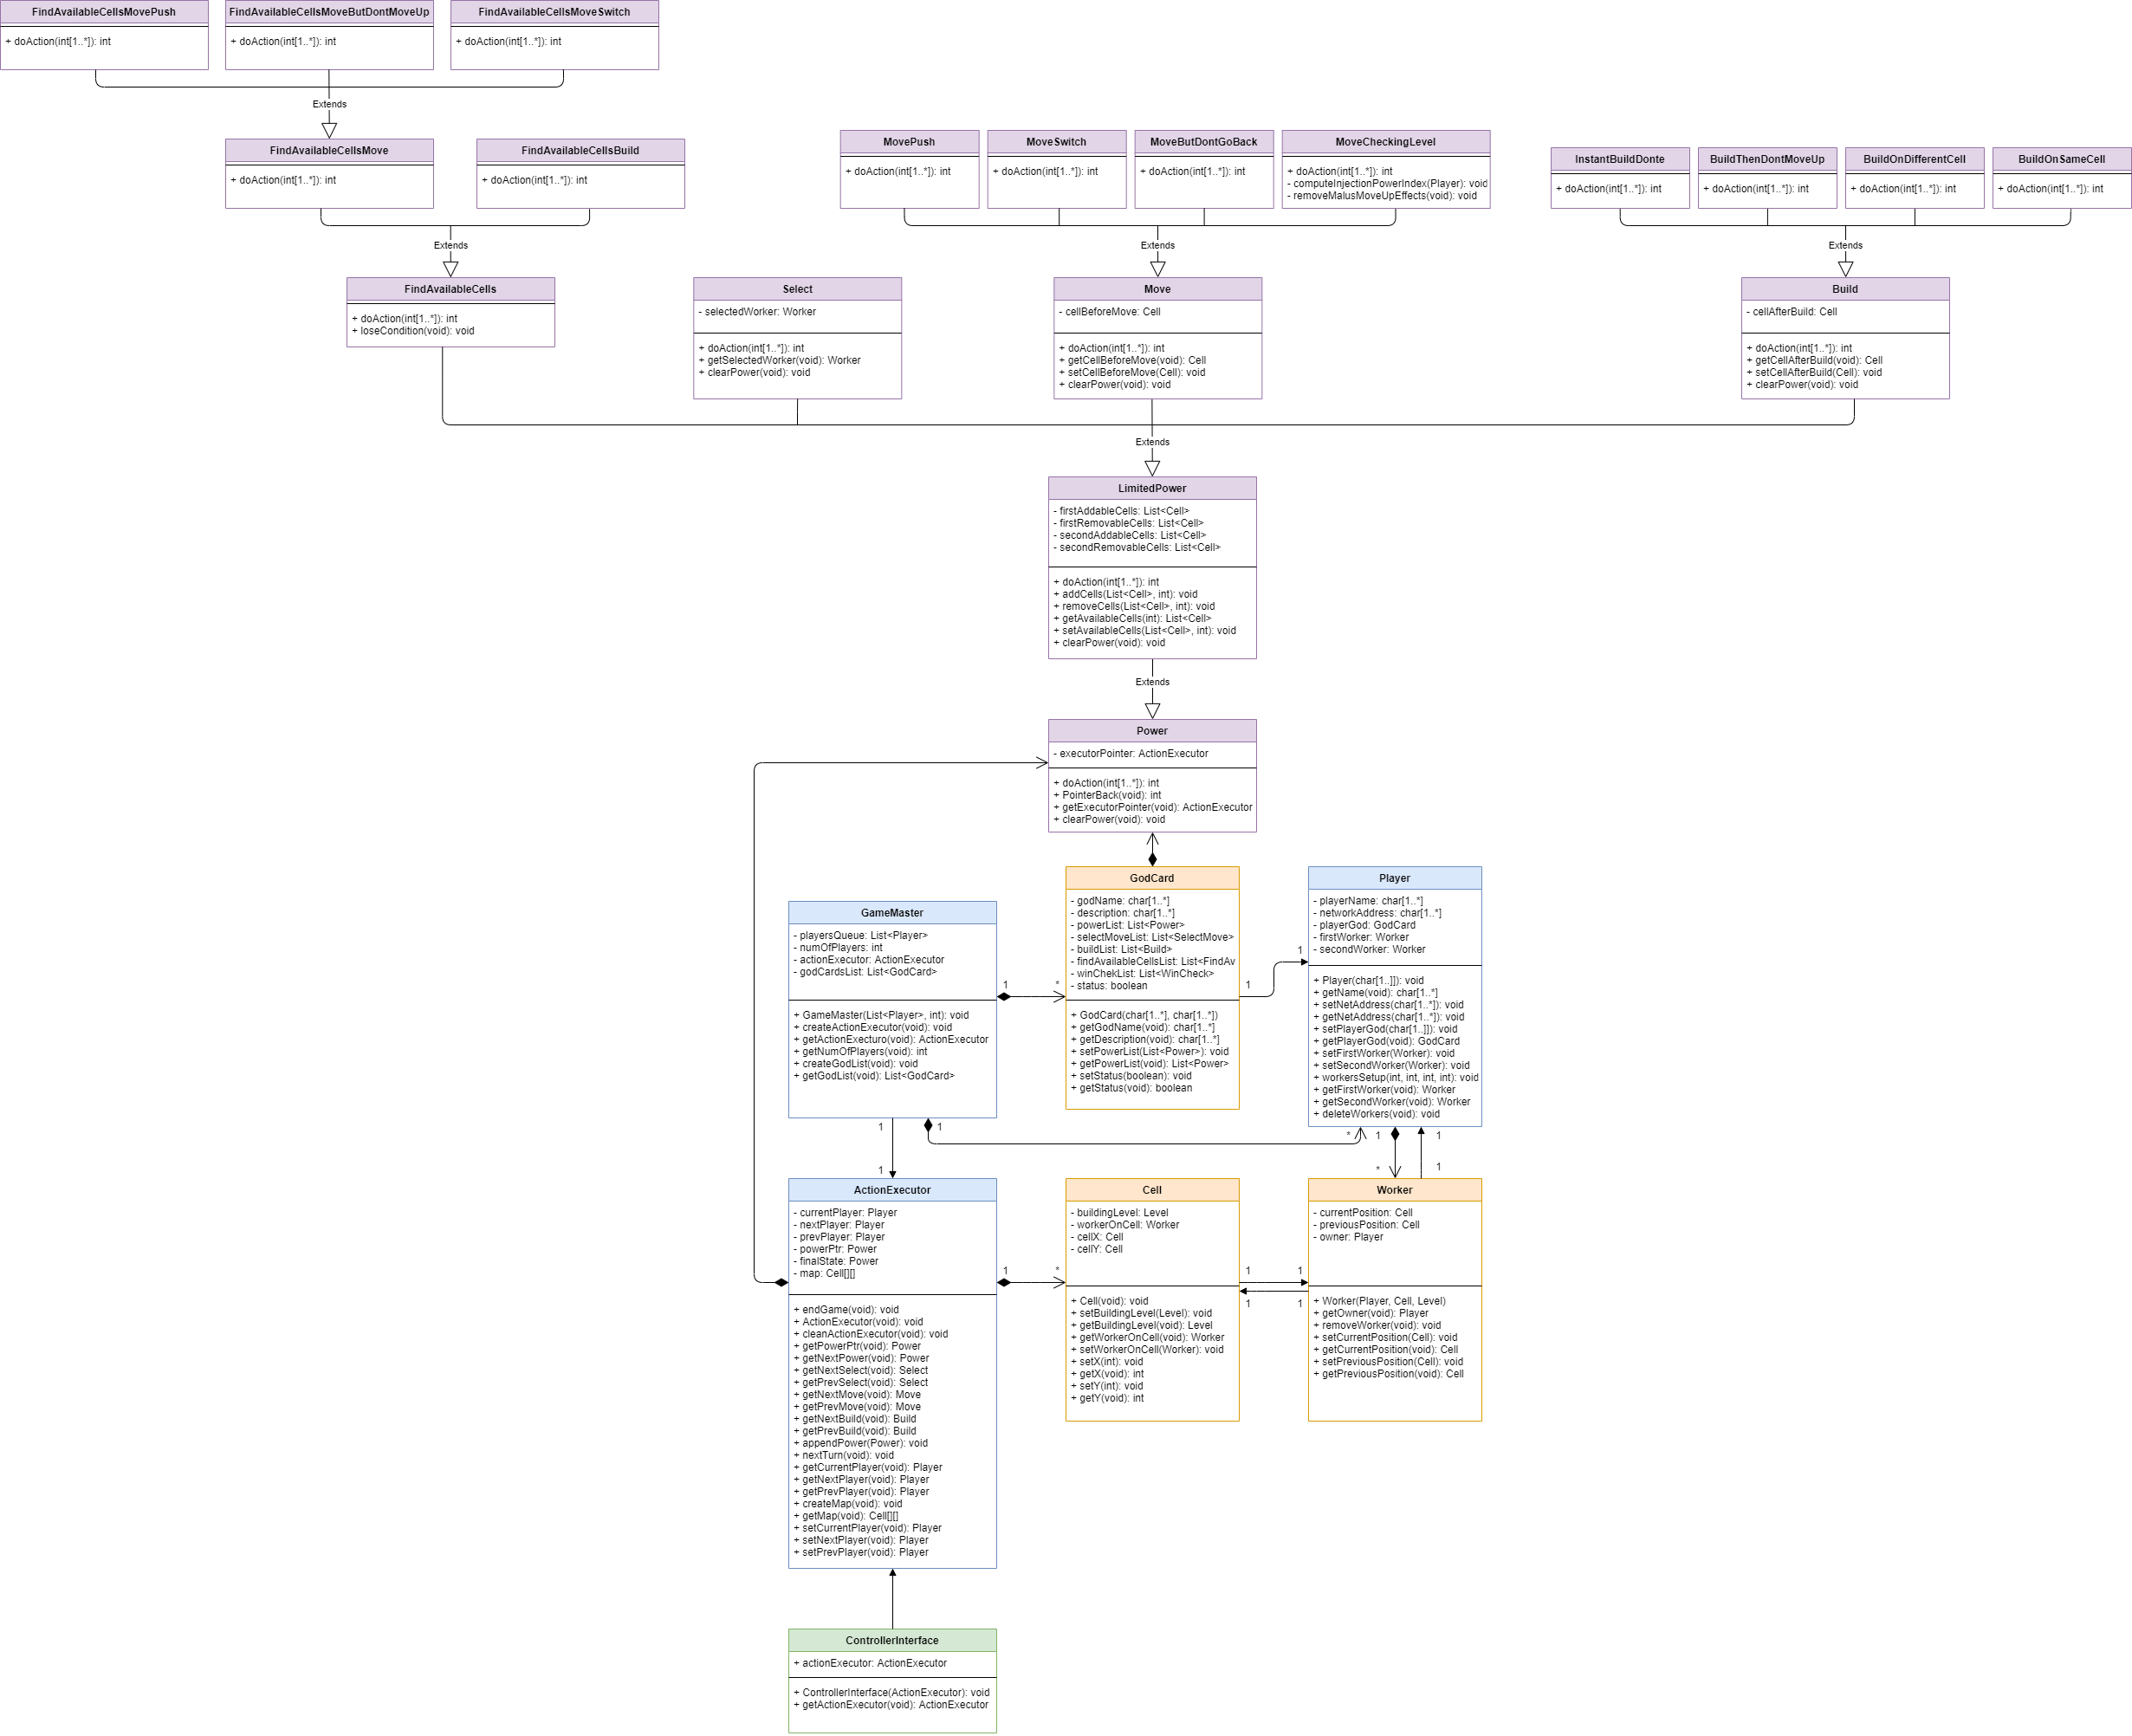 FindAvailableCellsMovePush
+ doAction(int[1..*]): int
FindAvailableCellsMoveButDontMoveUp
+ doAction(int[1..*]): int
FindAvailableCellsMoveSwitch
+ doAction(int[1..*]): int
Extends
FindAvailableCellsMove
+ doAction(int[1..*]): int
FindAvailableCellsBuild
+ doAction(int[1..*]): int
MovePush
+ doAction(int[1..*]): int
MoveSwitch
+ doAction(int[1..*]): int
MoveButDontGoBack
+ doAction(int[1..*]): int
MoveCheckingLevel
+ doAction(int[1..*]): int
- computeInjectionPowerIndex(Player): void
- removeMalusMoveUpEffects(void): void
InstantBuildDonte
+ doAction(int[1..*]): int
BuildThenDontMoveUp
+ doAction(int[1..*]): int
BuildOnDifferentCell
+ doAction(int[1..*]): int
BuildOnSameCell
+ doAction(int[1..*]): int
Extends
Extends
Extends
FindAvailableCells
+ doAction(int[1..*]): int
+ loseCondition(void): void
Select
- selectedWorker: Worker
+ doAction(int[1..*]): int
+ getSelectedWorker(void): Worker
+ clearPower(void): void
Move
- cellBeforeMove: Cell
+ doAction(int[1..*]): int
+ getCellBeforeMove(void): Cell
+ setCellBeforeMove(Cell): void
+ clearPower(void): void
Build
- cellAfterBuild: Cell
+ doAction(int[1..*]): int
+ getCellAfterBuild(void): Cell
+ setCellAfterBuild(Cell): void
+ clearPower(void): void
Extends
LimitedPower
- firstAddableCells: List<Cell>
- firstRemovableCells: List<Cell>
- secondAddableCells: List<Cell>
- secondRemovableCells: List<Cell>
+ doAction(int[1..*]): int
+ addCells(List<Cell>, int): void
+ removeCells(List<Cell>, int): void
+ getAvailableCells(int): List<Cell>
+ setAvailableCells(List<Cell>, int): void
+ clearPower(void): void
Extends
Power
- executorPointer: ActionExecutor
+ doAction(int[1..*]): int
+ PointerBack(void): int
+ getExecutorPointer(void): ActionExecutor
+ clearPower(void): void
GameMaster
- playersQueue: List<Player>
- numOfPlayers: int
- actionExecutor: ActionExecutor
- godCardsList: List<GodCard>
+ GameMaster(List<Player>, int): void
+ createActionExecutor(void): void
+ getActionExecturo(void): ActionExecutor
+ getNumOfPlayers(void): int
+ createGodList(void): void
+ getGodList(void): List<GodCard>
1
*
GodCard
- godName: char[1..*]
- description: char[1..*]
- powerList: List<Power>
- selectMoveList: List<SelectMove>
- buildList: List<Build>
- findAvailableCellsList: List<FindAv
- winChekList: List<WinCheck>
- status: boolean
+ GodCard(char[1..*], char[1..*])
+ getGodName(void): char[1..*]
+ getDescription(void): char[1..*]
+ setPowerList(List<Power>): void
+ getPowerList(void): List<Power>
+ setStatus(boolean): void
+ getStatus(void): boolean
1
1
Player
- playerName: char[1..*]
- networkAddress: char[1..*]
- playerGod: GodCard
- firstWorker: Worker
- secondWorker: Worker
+ Player(char[1..]]): void
+ getName(void): char[1..*]
+ setNetAddress(char[1..*]): void
+ getNetAddress(char[1..*]): void
+ setPlayerGod(char[1..]]): void
+ getPlayerGod(void): GodCard
+ setFirstWorker(Worker): void
+ setSecondWorker(Worker): void
+ workersSetup(int, int, int, int): void
+ getFirstWorker(void): Worker
+ getSecondWorker(void): Worker
+ deleteWorkers(void): void
1
1
*
1
1
1
*
1
ActionExecutor
- currentPlayer: Player
- nextPlayer: Player
- prevPlayer: Player
- powerPtr: Power
- finalState: Power
- map: Cell[][]
+ endGame(void): void
+ ActionExecutor(void): void
+ cleanActionExecutor(void): void
+ getPowerPtr(void): Power
+ getNextPower(void): Power
+ getNextSelect(void): Select
+ getPrevSelect(void): Select
+ getNextMove(void): Move
+ getPrevMove(void): Move
+ getNextBuild(void): Build
+ getPrevBuild(void): Build
+ appendPower(Power): void
+ nextTurn(void): void
+ getCurrentPlayer(void): Player
+ getNextPlayer(void): Player
+ getPrevPlayer(void): Player
+ createMap(void): void
+ getMap(void): Cell[][]
+ setCurrentPlayer(void): Player
+ setNextPlayer(void): Player
+ setPrevPlayer(void): Player
1
*
Cell
- buildingLevel: Level
- workerOnCell: Worker
- cellX: Cell
- cellY: Cell
+ Cell(void): void
+ setBuildingLevel(Level): void
+ getBuildingLevel(void): Level
+ getWorkerOnCell(void): Worker
+ setWorkerOnCell(Worker): void
+ setX(int): void
+ getX(void): int
+ setY(int): void
+ getY(void): int
1
1
1
1
Worker
- currentPosition: Cell
- previousPosition: Cell
- owner: Player
+ Worker(Player, Cell, Level)
+ getOwner(void): Player
+ removeWorker(void): void
+ setCurrentPosition(Cell): void
+ getCurrentPosition(void): Cell
+ setPreviousPosition(Cell): void
+ getPreviousPosition(void): Cell
ControllerInterface
+ actionExecutor: ActionExecutor
+ ControllerInterface(ActionExecutor): void
+ getActionExecutor(void): ActionExecutor